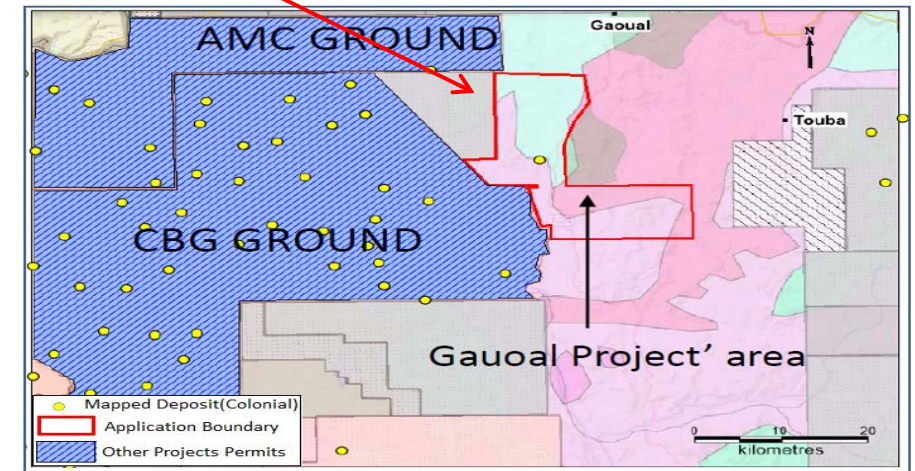 AMC GROUND
Gaoual
N
Touba
CBG GROUND
Gauoal Project’ area
Mapped Deposit(Colonial)
Application Boundary
Other Projects Permits
0 10 20
kilometres